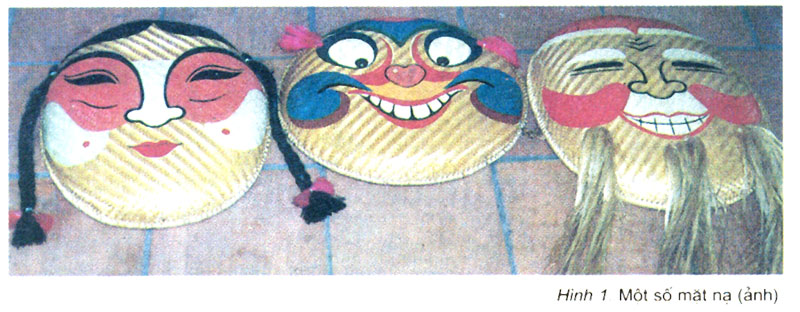 Hình 1. Một số mặt nạ (ảnh)